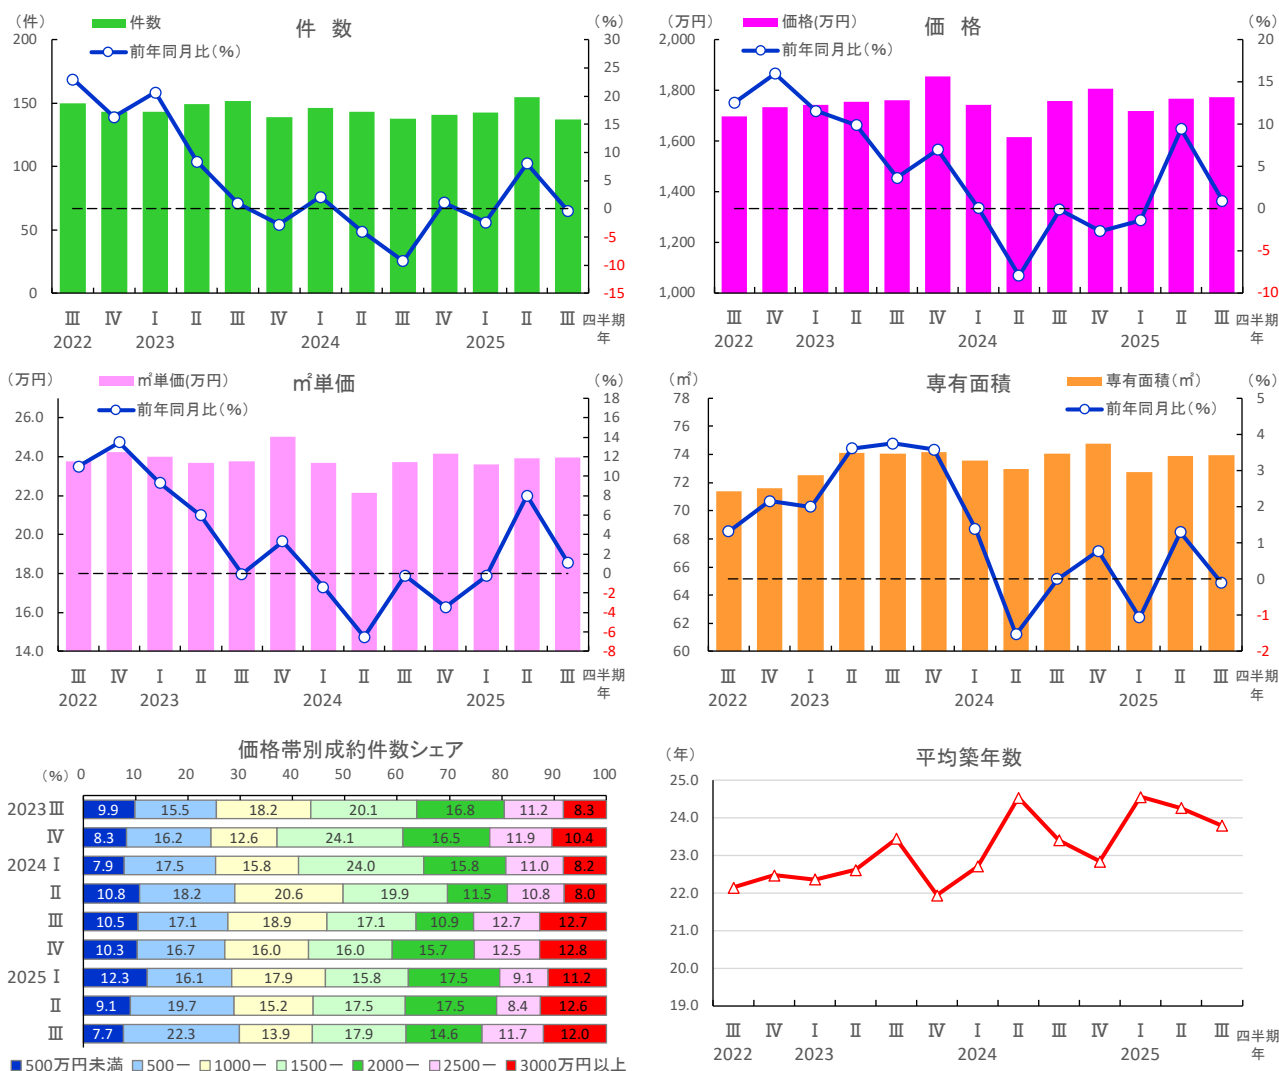 (件)
件数
前年同月比(%)
件 数
(%)
200
150
100
50
0
30
25
20
15
10
5
0
-5
-10
-15
Ⅲ Ⅳ Ⅰ Ⅱ Ⅲ Ⅳ Ⅰ Ⅱ Ⅲ Ⅳ Ⅰ Ⅱ Ⅲ 四半期
2022 2023 2024 2025 年
(万円)
価格(万円)
前年同月比(%)
価 格
(%)
2,000
1,800
1,600
1,400
1,200
1,000
20
15
10
5
0
-5
-10
Ⅲ Ⅳ Ⅰ Ⅱ Ⅲ Ⅳ Ⅰ Ⅱ Ⅲ Ⅳ Ⅰ Ⅱ Ⅲ 四半期
2022 2023 2024 2025 年
(万円)
㎡単価(万円)
前年同月比(%)
㎡単価
(%)
26.0
24.0
22.0
20.0
18.0
16.0
14.0
18
16
14
12
10
8
6
4
2
0
-2
-4
-6
-8
Ⅲ Ⅳ Ⅰ Ⅱ Ⅲ Ⅳ Ⅰ Ⅱ Ⅲ Ⅳ Ⅰ Ⅱ Ⅲ 四半期
2022 2023 2024 2025 年
(㎡)
専有面積
専有面積(㎡)
前年同月比(%)
(%)
78
76
74
72
70
68
66
64
62
60
5
4
3
2
1
0
-1
-2
Ⅲ Ⅳ Ⅰ Ⅱ Ⅲ Ⅳ Ⅰ Ⅱ Ⅲ Ⅳ Ⅰ Ⅱ Ⅲ 四半期
2022 2023 2024 2025 年
価格帯別成約件数シェア
(%) 0 10 20 30 40 50 60 70 80 90 100
2023 Ⅲ 9.9 15.5 18.2 20.1 16.8 11.2 8.3
Ⅳ 8.3 16.2 12.6 24.1 16.5 11.9 10.4
2024 Ⅰ 7.9 17.5 15.8 24.0 15.8 11.0 8.2
Ⅱ 10.8 18.2 20.6 19.9 11.5 10.8 8.0
Ⅲ 10.5 17.1 18.9 17.1 10.9 12.7 12.7
Ⅳ 10.3 16.7 16.0 16.0 15.7 12.5 12.8
2025 Ⅰ 12.3 16.1 17.9 15.8 17.5 9.1 11.2
Ⅱ 9.1 19.7 15.2 17.5 17.5 8.4 12.6
Ⅲ 7.7 22.3 13.9 17.9 14.6 11.7 12.0
500万円未満 500ー 1000ー 1500ー 2000ー 2500ー 3000万円以上
(年)
平均築年数
25.0
24.0
23.0
22.0
21.0
20.0
19.0
Ⅲ Ⅳ Ⅰ Ⅱ Ⅲ Ⅳ Ⅰ Ⅱ Ⅲ Ⅳ Ⅰ Ⅱ Ⅲ 四半期
2022 2023 2024 2025 年